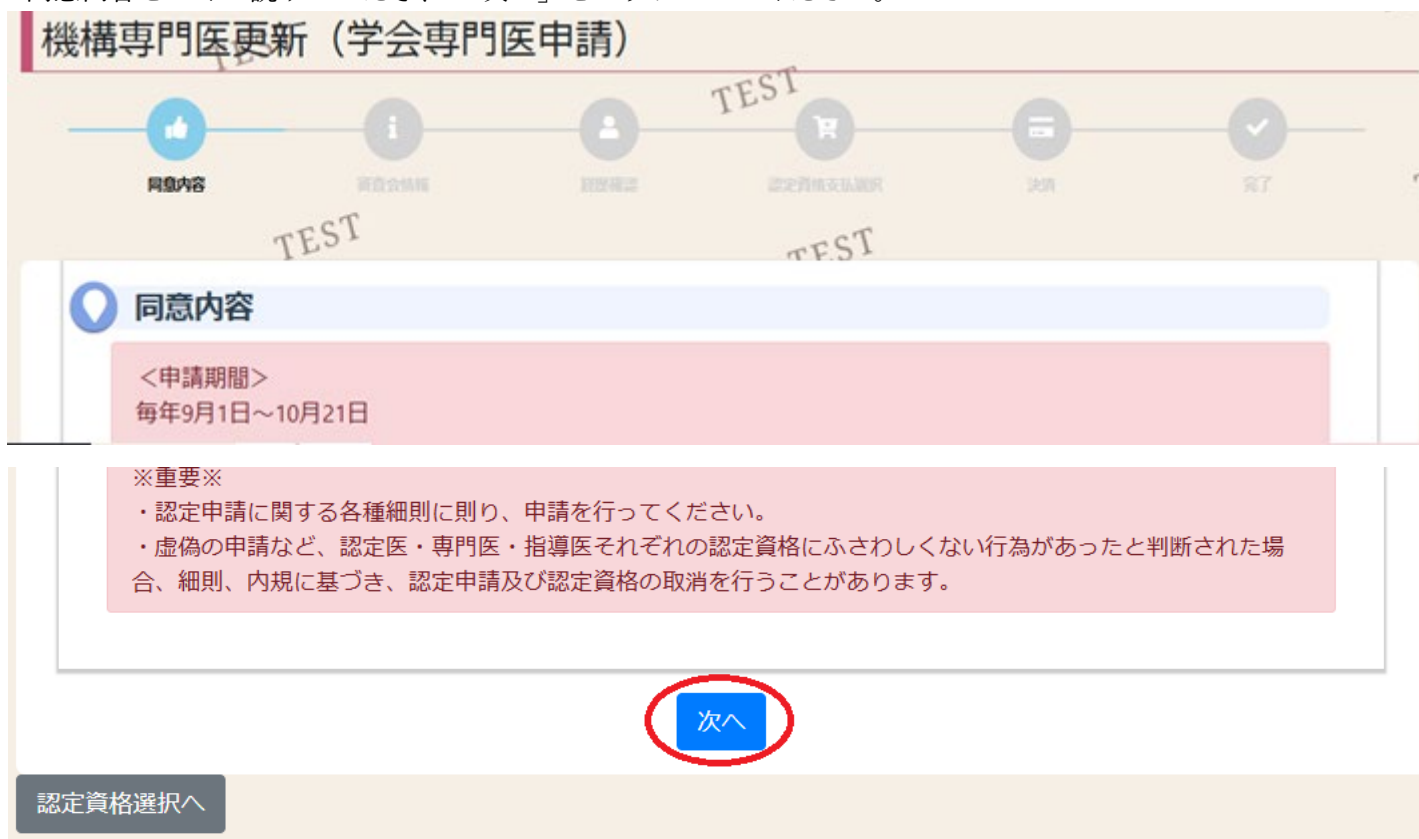 機構専門医更新（学会専門医申請）
TEST
TEST
同意内容
決済
完了
TEST
TEST
同意内容
＜申請期間＞
毎年9月1日～10月21日
※重要※
・認定申請に関する各種細則に則り、申請を行ってください。
・虚偽の申請など、認定医・専門医・指導医それぞれの認定資格にふさわしくない行為があったと判断された場
合、細則、内規に基づき、認定申請及び認定資格の取消を行うことがあります。
次へ
認定資格選択へ